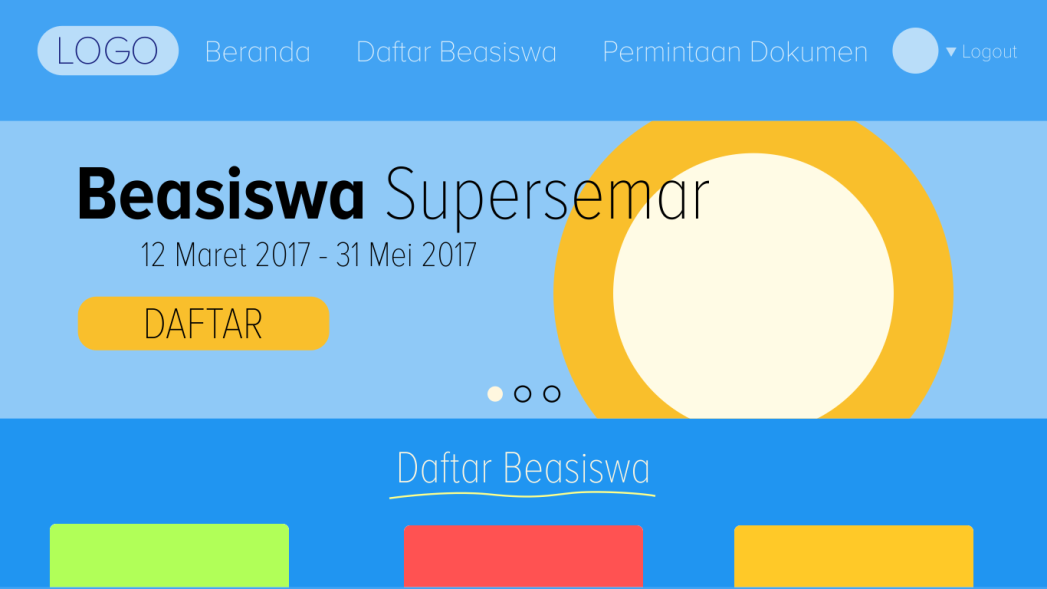 LOGO Beranda Daftar Beasiswa Permintaan Dokumen Logout
Beasiswa Supersemar
12 Maret 2017 - 31 Mei 2017
DAFTAR
Daftar Beasiswa